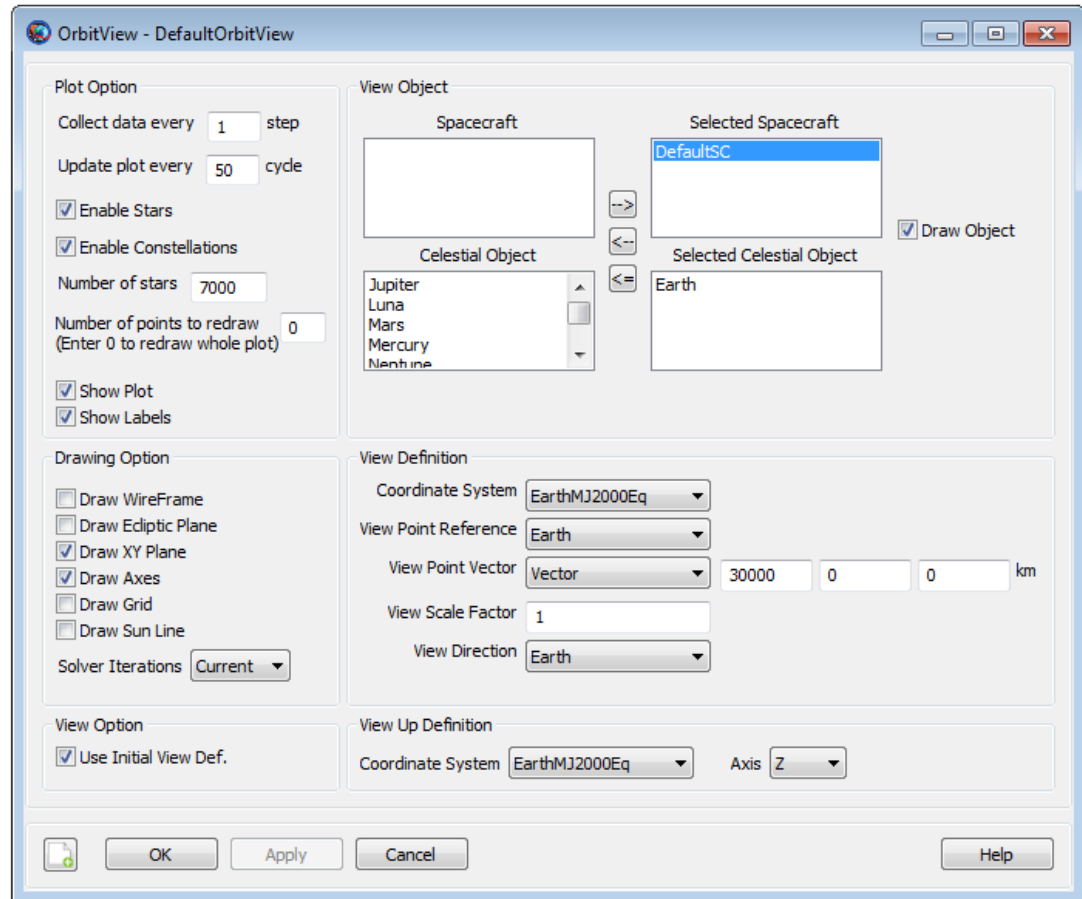 OrbitView - DefaultOrbitView
Plot Option
Collect data every 1 step
Update plot every 50 cycle
Enable Stars
Enable Constellations
Number of stars 7000
Number of points to redraw 0
(Enter 0 to redraw whole plot)
Show Plot
Show Labels
View Object
Spacecraft
Selected Spacecraft
DefaultSC
-->
<--
<=
Draw Object
Celestial Object
Jupiter
Luna
Mars
Mercury
Neptune
Selected Celestial Object
Earth
Drawing Option
Draw WireFrame
Draw Ecliptic Plane
Draw XY Plane
Draw Axes
Draw Grid
Draw Sun Line
Solver Iterations Current
View Definition
Coordinate System EarthMJ2000Eq
View Point Reference Earth
View Point Vector Vector 30000 0 0 km
View Scale Factor 1
View Direction Earth
View Option
Use Initial View Def.
View Up Definition
Coordinate System EarthMJ2000Eq Axis Z
OK Apply Cancel Help